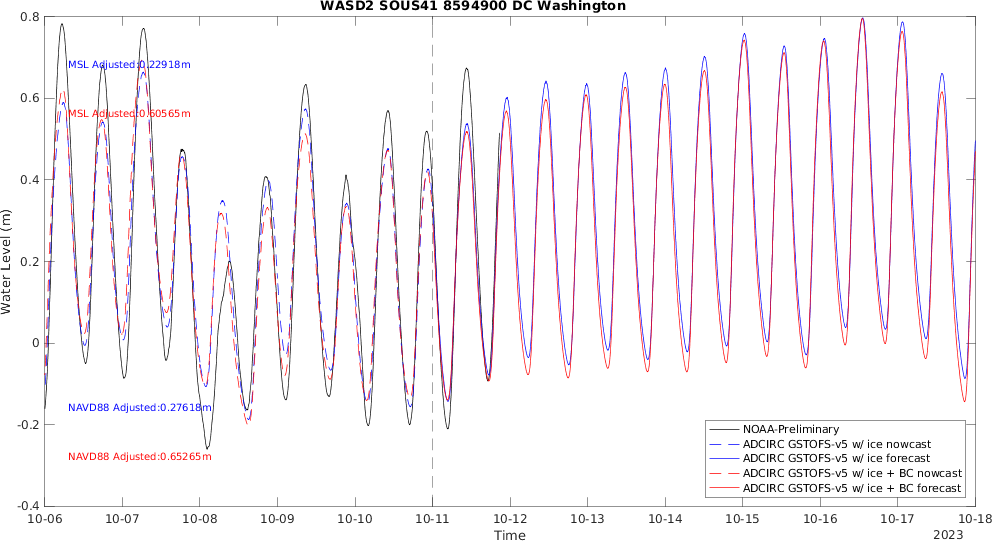 WASD2 SOUS41 8594900 DC Washington
0.8
0.6
0.4
0.2
0
-0.2
-0.4
Water Level (m)
MSL Adjusted:0.22918m
MSL Adjusted:0.60565m
NAVD88 Adjusted:0.27618m
NAVD88 Adjusted:0.65265m
NOAA-Preliminary
ADCIRC GSTOFS-v5 w/ ice nowcast
ADCIRC GSTOFS-v5 w/ ice forecast
ADCIRC GSTOFS-v5 w/ ice + BC nowcast
ADCIRC GSTOFS-v5 w/ ice + BC forecast
10-06 10-07 10-08 10-09 10-10 10-11 10-12 10-13 10-14 10-15 10-16 10-17 10-18
Time
2023